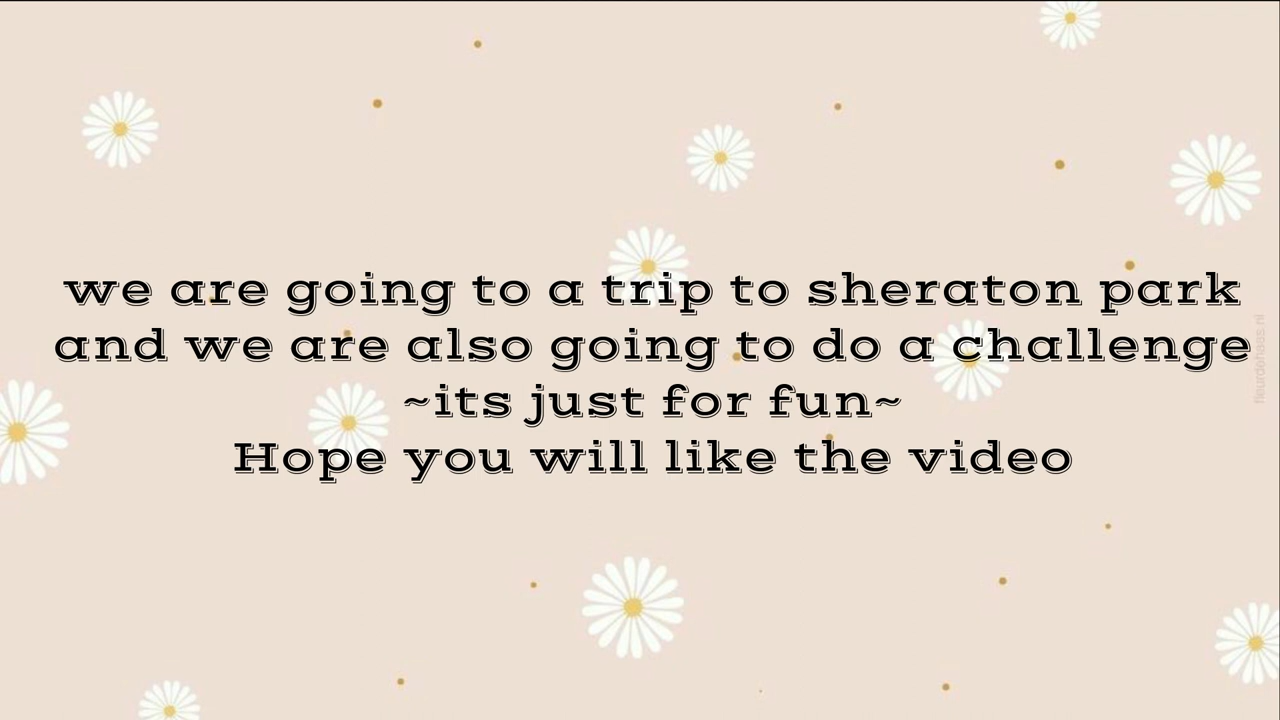 we are going to a trip to sheraton park
and we are also going to do a challenge
~its just for fun~
Hope you will like the video